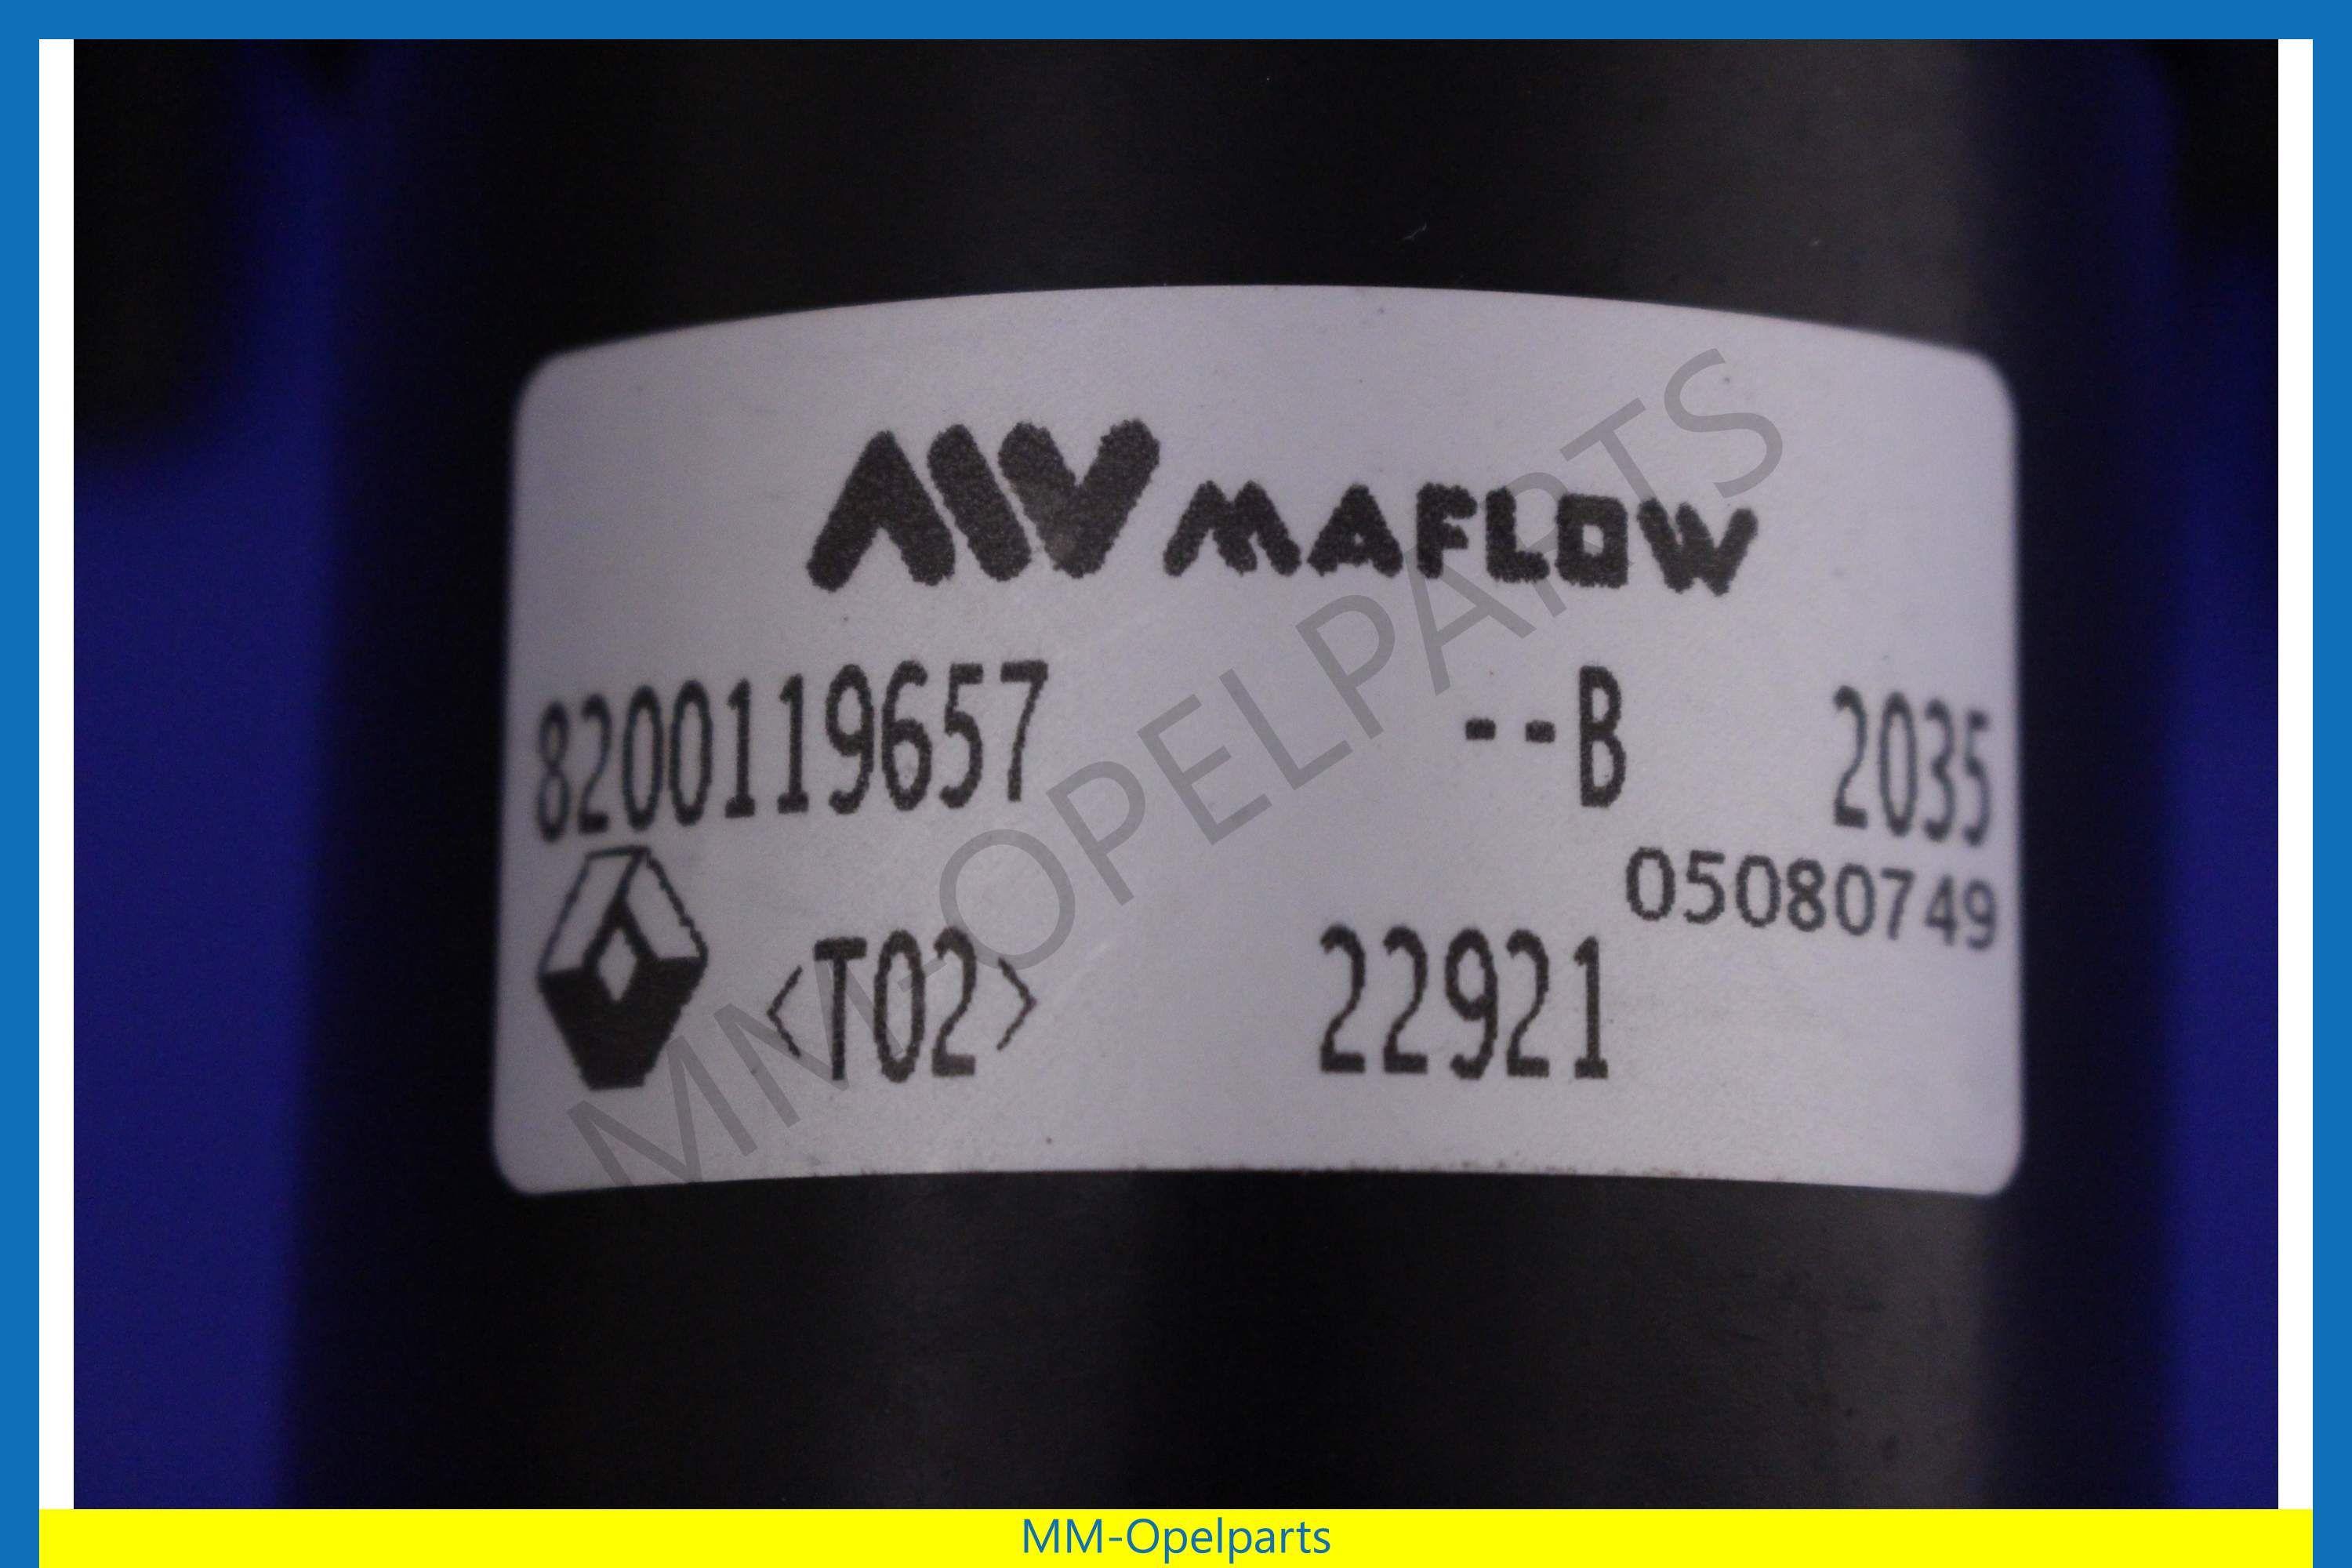 MAFLOW
8200119657 --B 2035
05080749
<T02> 22921
MM-OPELPARTS
MM-Opelparts